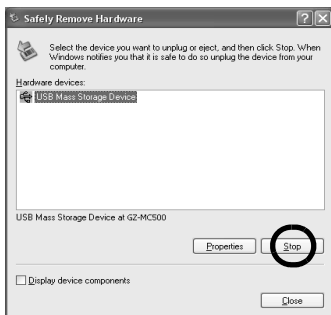 Safely Remove Hardware
Select the device you want to unplug or eject, and then click Stop. When
Windows notifies you that it is safe to do so unplug the device from your
computer.
Hardware devices:
USB Mass Storage Device
USB Mass Storage Device at GZ-MC500
Properties
Stop
Display device components
Close